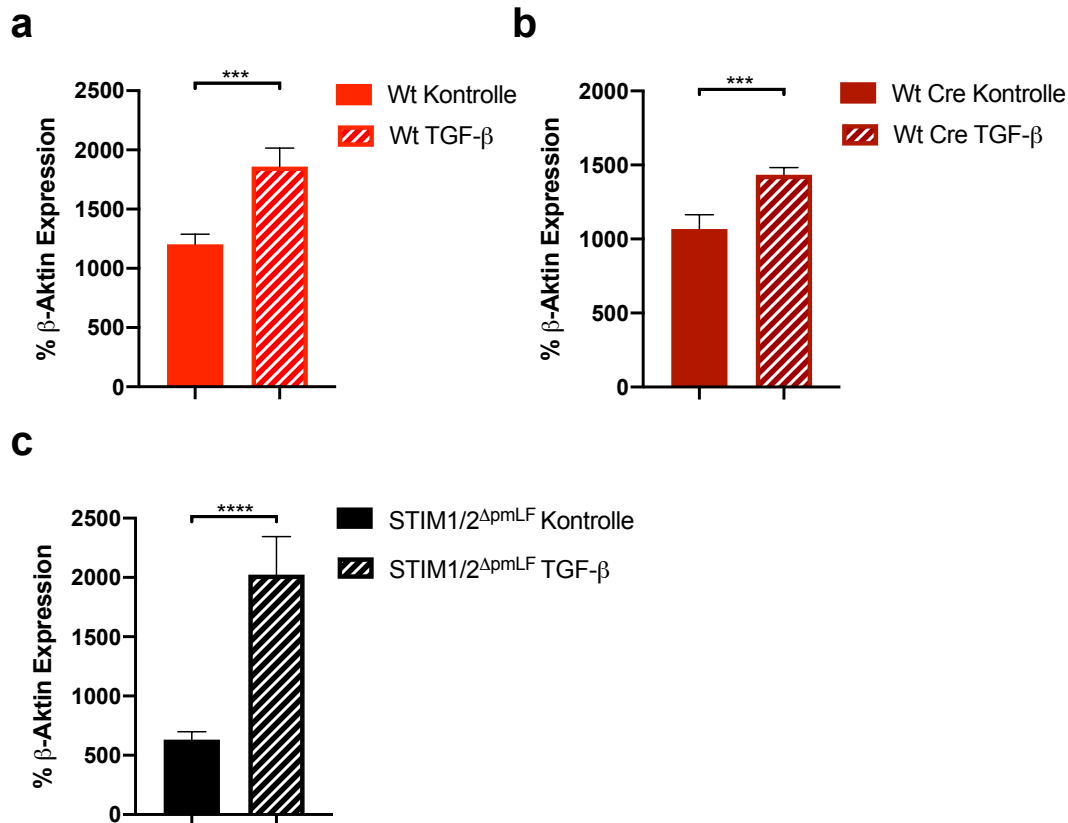 a
***
% β-Aktin Expression
2500
2000
1500
1000
500
0
Wt Kontrolle
Wt TGF-β
b
***
% β-Aktin Expression
2000
1500
1000
500
0
Wt Cre Kontrolle
Wt Cre TGF-β
c
****
% β-Aktin Expression
2500
2000
1500
1000
500
0
STIM1/2ΔpmLF Kontrolle
STIM1/2ΔpmLF TGF-β